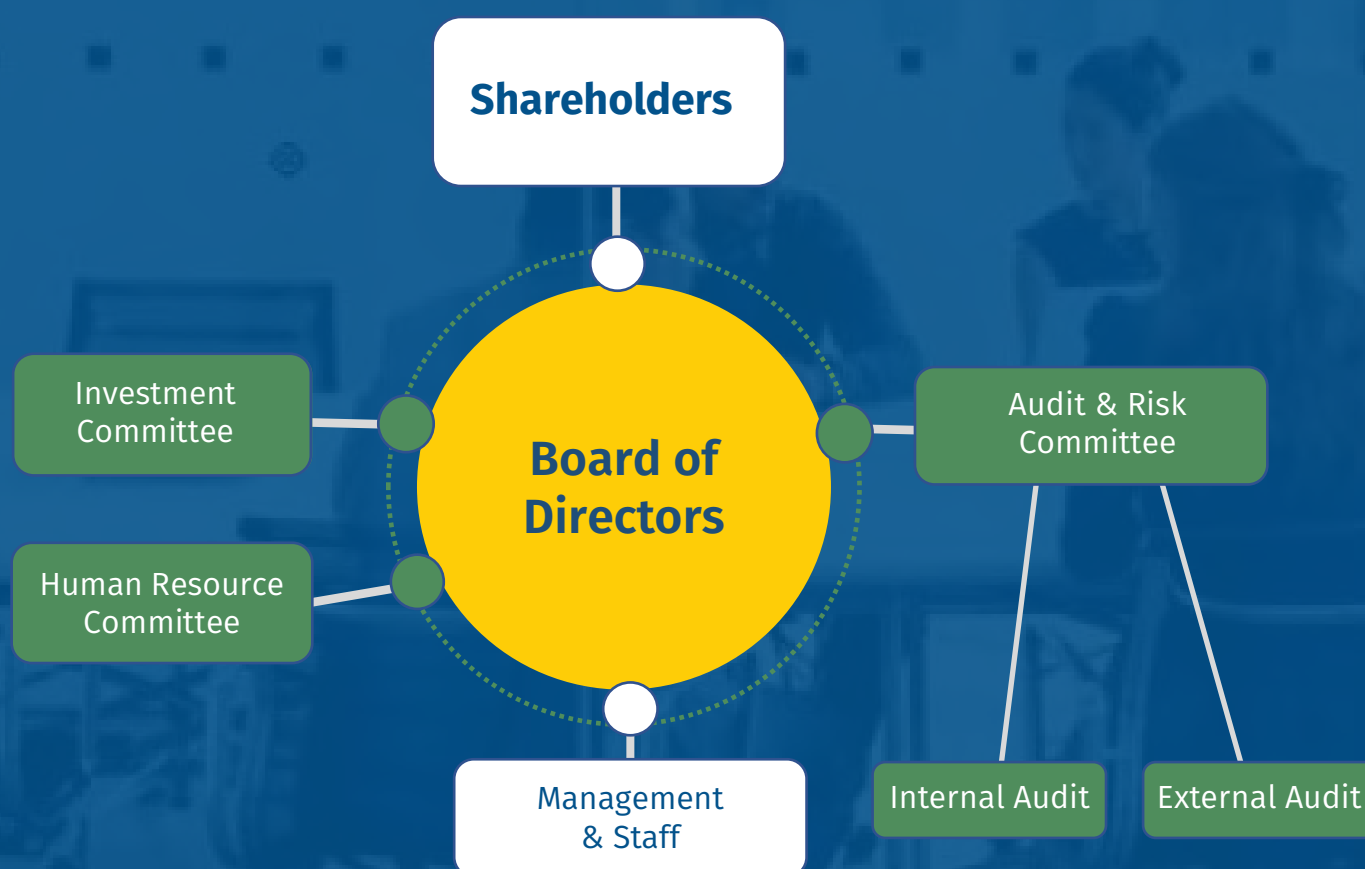 Shareholders
Investment
Committee
Audit & Risk
Committee
Board of
Directors
Human Resource
Committee
Management
& Staff
Internal Audit
External Audit